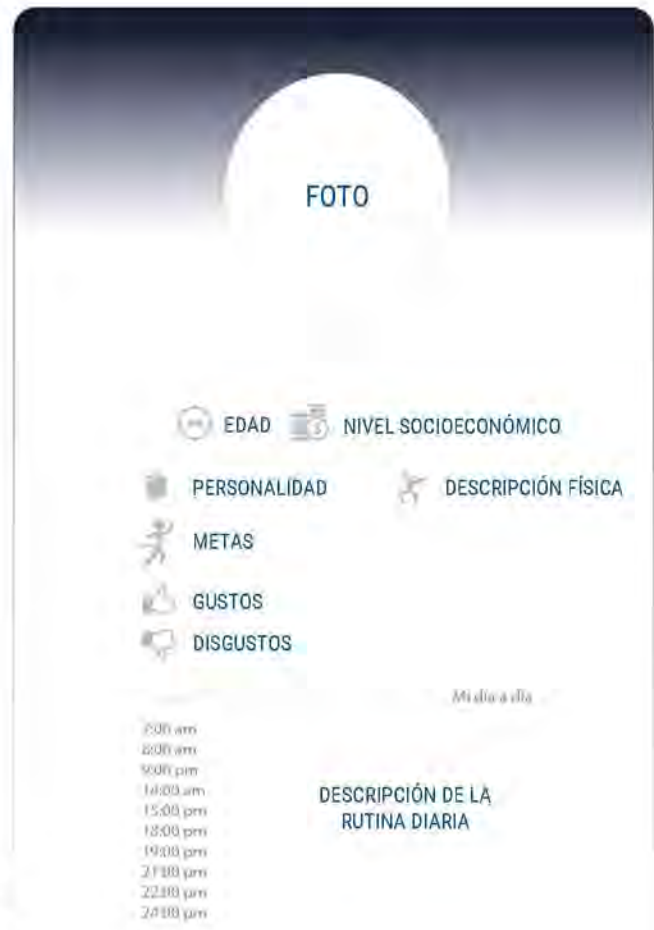 FOTO
EDAD NIVEL SOCIOECONÓMICO
PERSONALIDAD DESCRIPCIÓN FÍSICA
METAS
GUSTOS
DISGUSTOS
Mi día a día
7:00 am
8:00 am
9:00 pm
14:00 am
15:00 pm
18:00 pm
19:00 pm
21:00 pm
22:00 pm
24:00 pm
DESCRIPCIÓN DE LA
RUTINA DIARIA